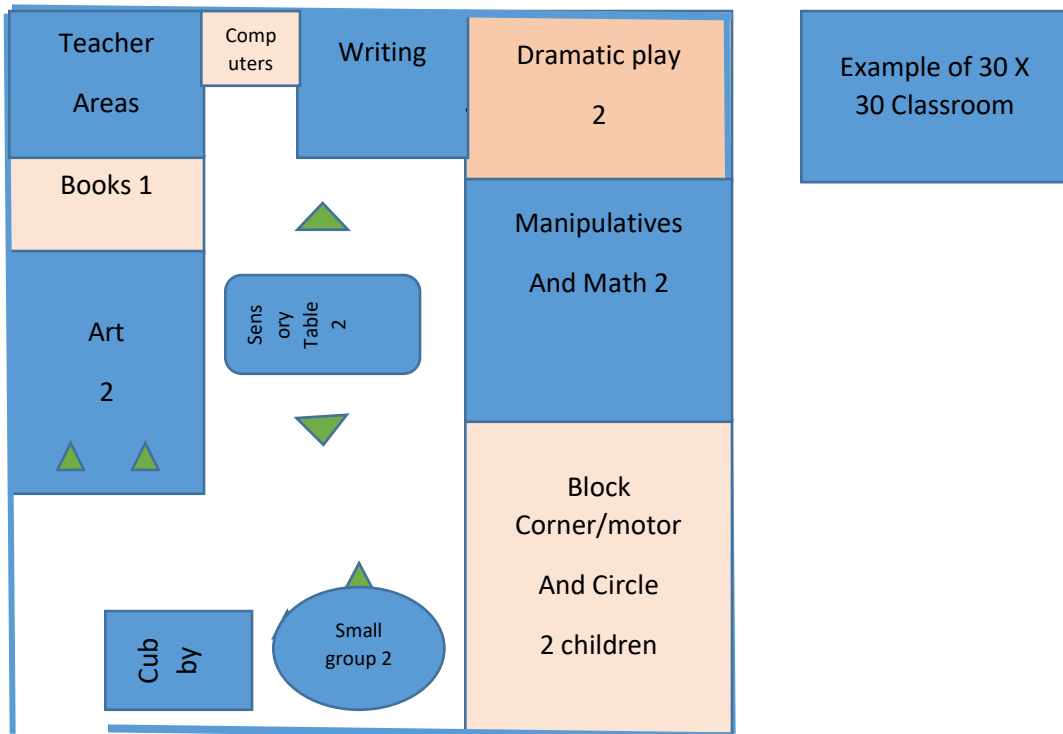 Teacher
Areas
Comp
uters
Writing
Dramatic play
2
Example of 30 X
30 Classroom
Books 1
Manipulatives
And Math 2
Sens
ory
Table
2
Art
2
Block
Corner/motor
And Circle
2 children
Cub
by
Small
group 2